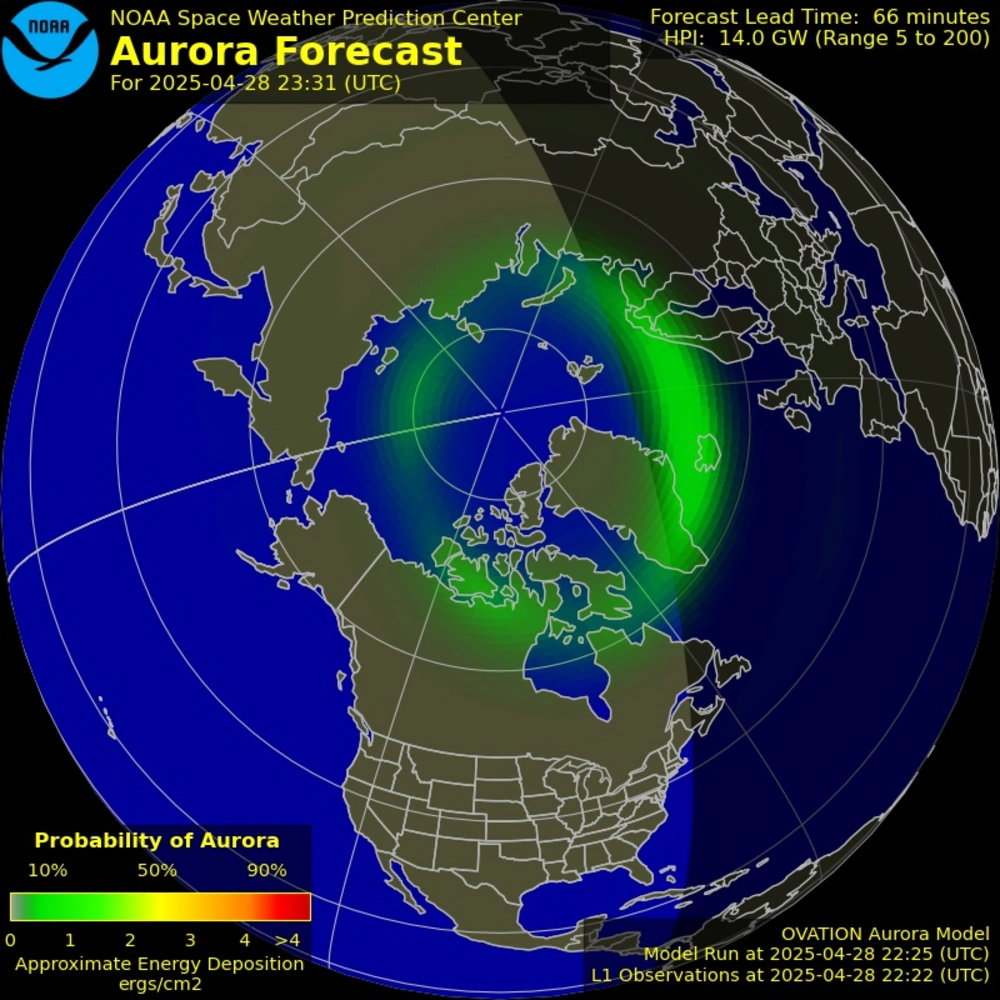 NOAA
NOAA Space Weather Prediction Center
Aurora Forecast
For 2025-04-28 23:31 (UTC)
Forecast Lead Time: 66 minutes
HPI: 14.0 GW (Range 5 to 200)
Probability of Aurora
10% 50% 90%
0 1 2 3 4 >4
Approximate Energy Deposition
ergs/cm2
OVATION Aurora Model
Model Run at 2025-04-28 22:25 (UTC)
L1 Observations at 2025-04-28 22:22 (UTC)